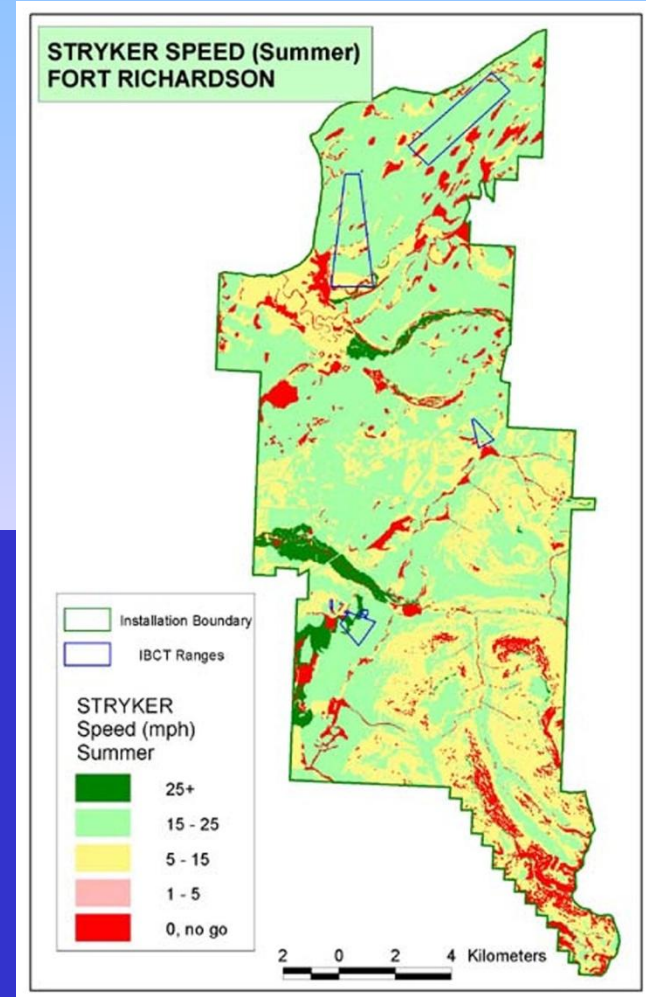 STRYKER SPEED (Summer)
FORT RICHARDSON
Installation Boundary
IBCT Ranges
STRYKER
Speed (mph)
Summer
25+
15 - 25
5 - 15
1 - 5
0, no go
2 0 2 4 Kilometers